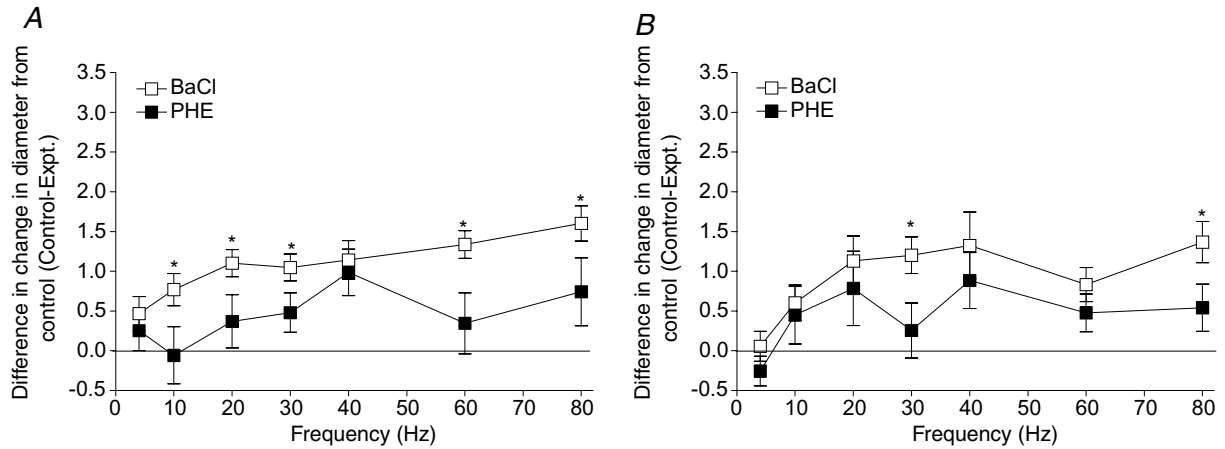 A
Difference in change in diameter from
control (Control-Expt.)
3.5
3.0
2.5
2.0
1.5
1.0
0.5
0.0
-0.5
BaCl
PHE
*
*
*
*
*
0 10 20 30 40 50 60 70 80
Frequency (Hz)
B
Difference in change in diameter from
control (Control-Expt.)
3.5
3.0
2.5
2.0
1.5
1.0
0.5
0.0
-0.5
BaCl
PHE
*
*
0 10 20 30 40 50 60 70 80
Frequency (Hz)